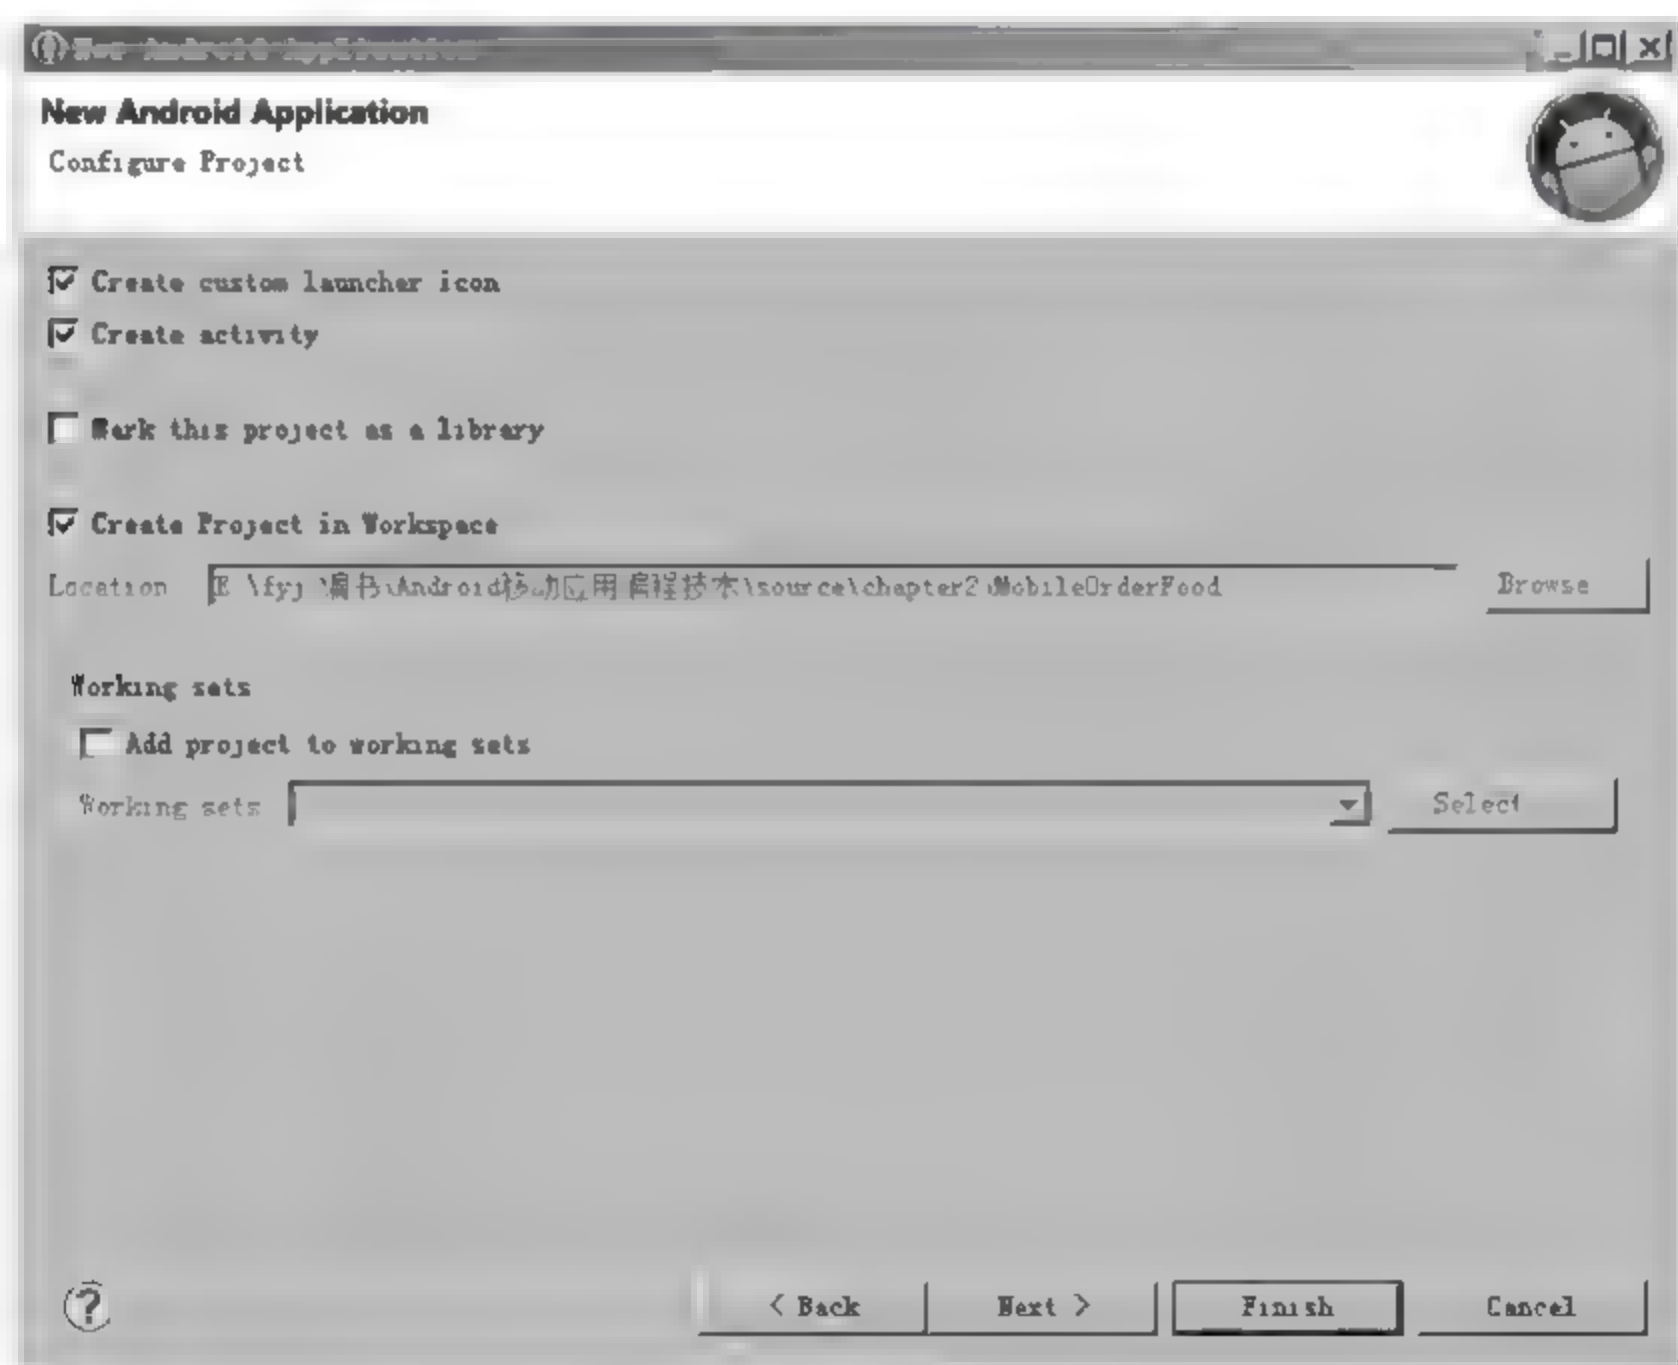 New Android Application
New Android Application
Configure Project
Create custom launcher icon
Create activity
Mark this project as a library
Create Project in Workspace
Location E \fyj 编书\Android移动应用编程技术\source\chapter2\MobileOrderFood Browse
Working sets
Add project to working sets
Working sets Select
? < Back Next > Finish Cancel